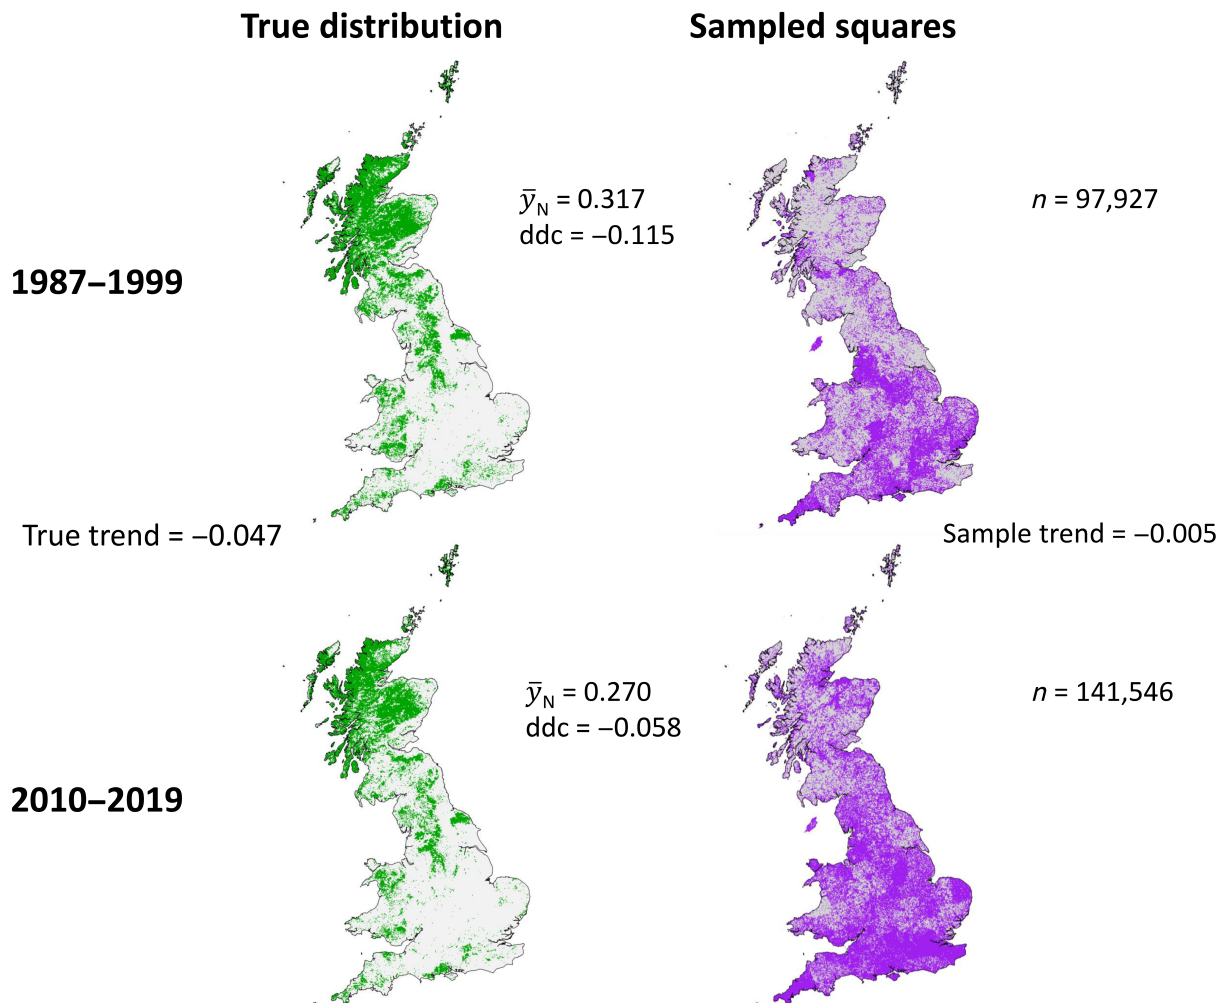 True distribution
Sampled squares
1987–1999
ȳN = 0.317
ddc = –0.115
n = 97,927
True trend = –0.047
Sample trend = –0.005
2010–2019
ȳN = 0.270
ddc = –0.058
n = 141,546